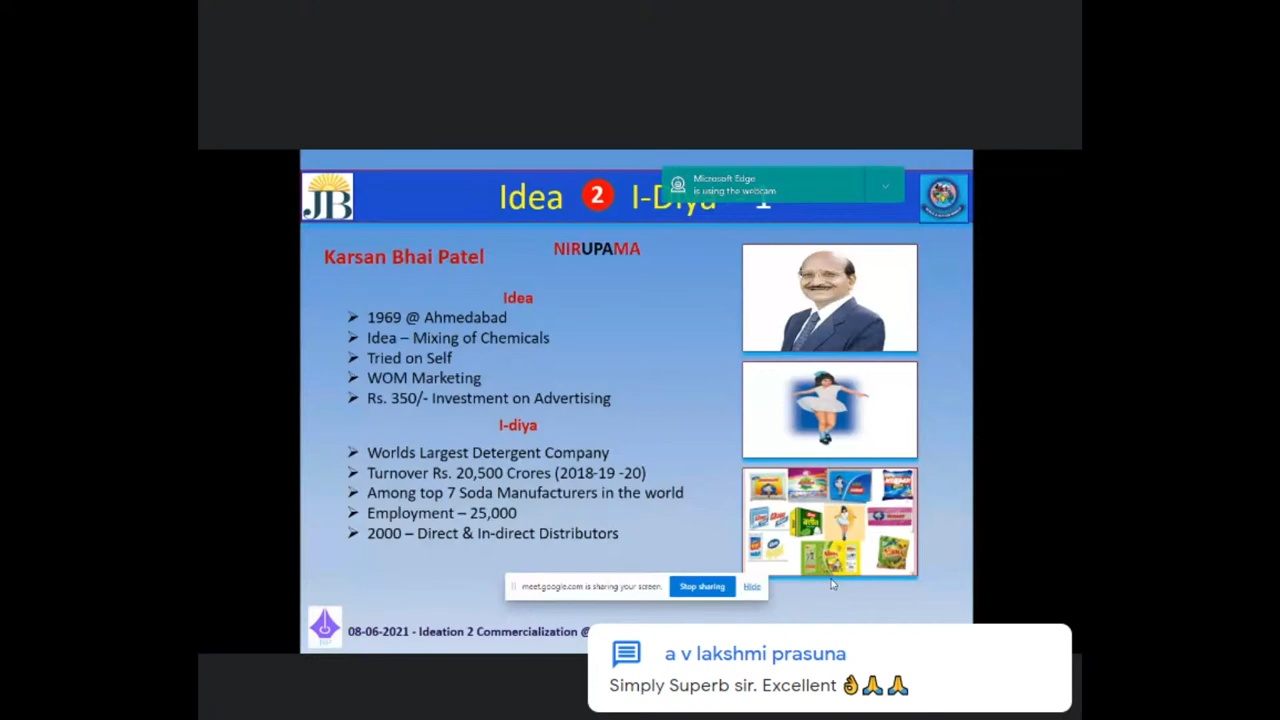 Microsoft Edge
is using the webcam
JB
Idea 2 I-Diya - 1
Karsan Bhai Patel
NIRUPAMA
Idea
1969 @ Ahmedabad
Idea – Mixing of Chemicals
Tried on Self
WOM Marketing
Rs. 350/- Investment on Advertising
I-diya
Worlds Largest Detergent Company
Turnover Rs. 20,500 Crores (2018-19 -20)
Among top 7 Soda Manufacturers in the world
Employment – 25,000
2000 – Direct & In-direct Distributors
meet.google.com is sharing your screen.
Stop sharing
Hide
08-06-2021 - Ideation 2 Commercialization @
a v lakshmi prasuna
Simply Superb sir. Excellent 👌🙏🙏